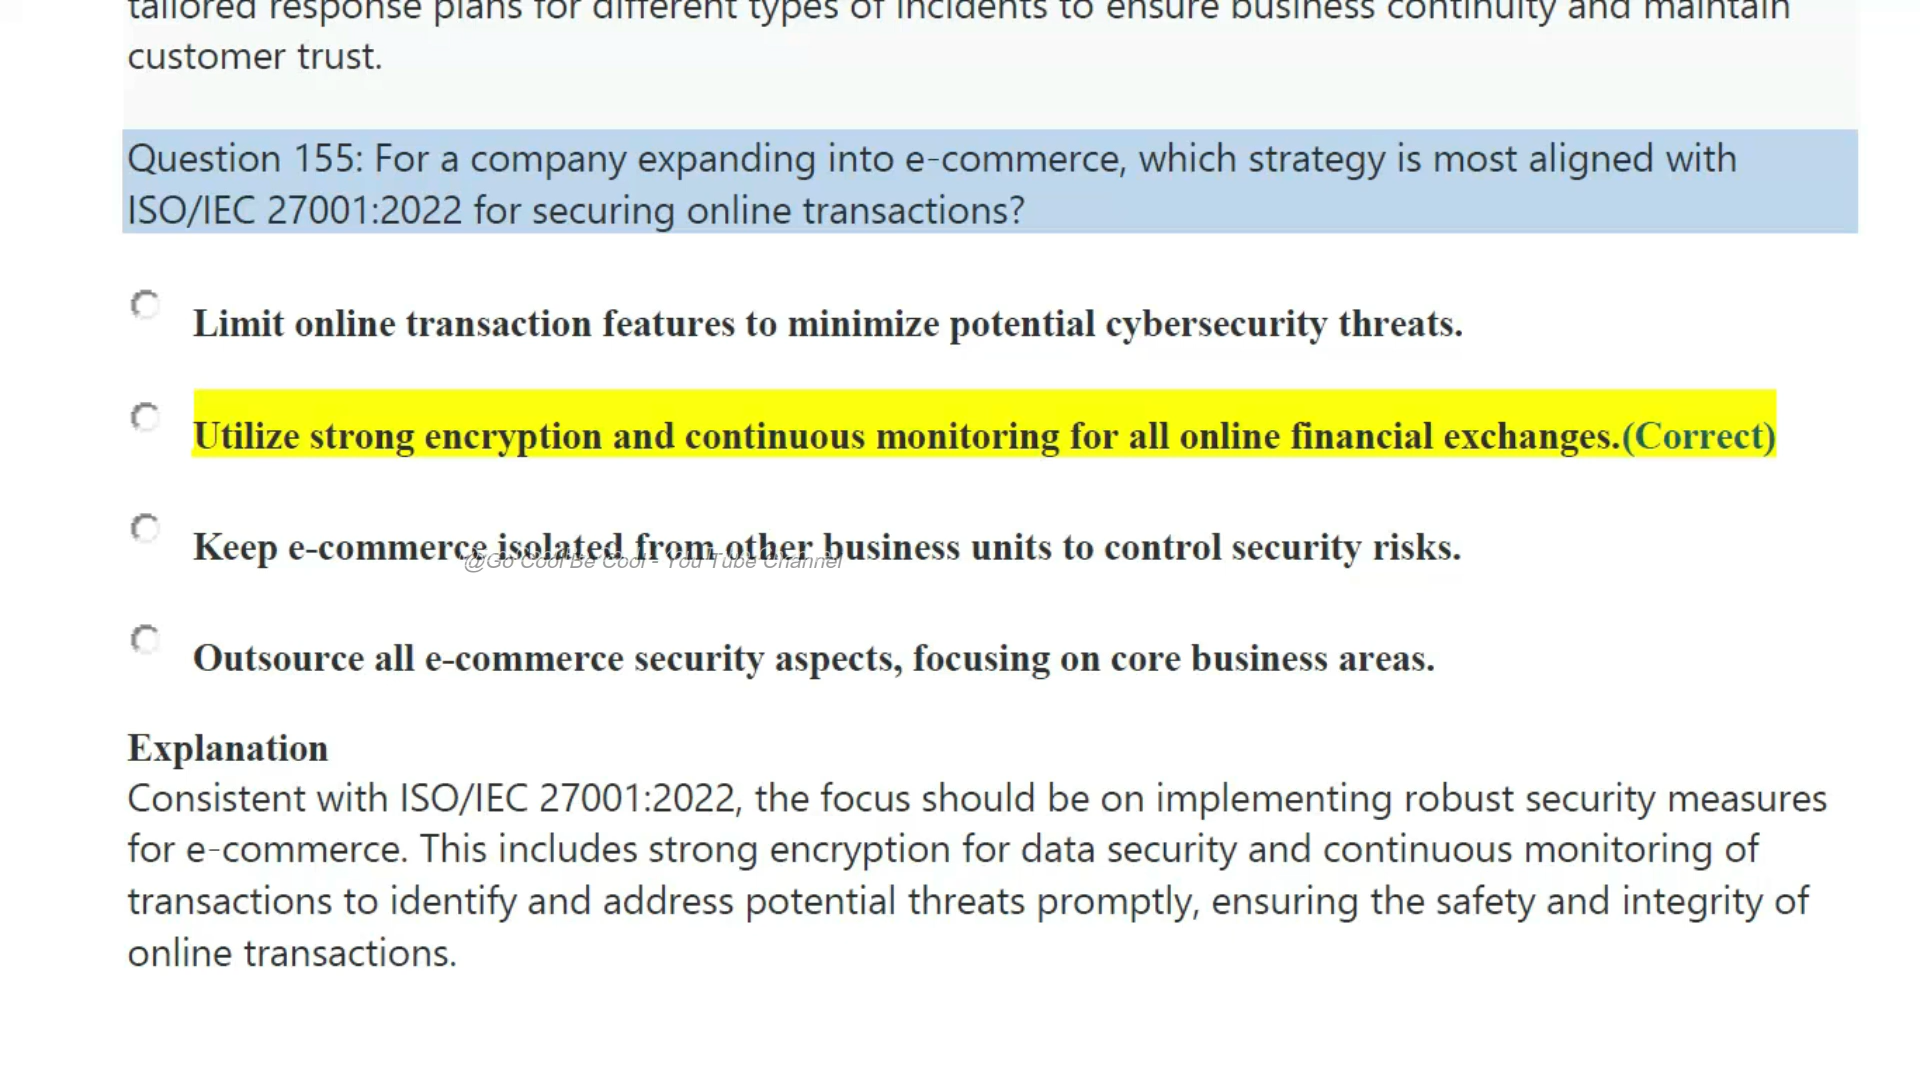 tailored response plans for different types of incidents to ensure business continuity and maintain
customer trust.
Question 155: For a company expanding into e-commerce, which strategy is most aligned with
ISO/IEC 27001:2022 for securing online transactions?
Limit online transaction features to minimize potential cybersecurity threats.
Utilize strong encryption and continuous monitoring for all online financial exchanges.(Correct)
Keep e-commerce isolated from other business units to control security risks.
@Go Cool Be Cool - You Tube Channel
Outsource all e-commerce security aspects, focusing on core business areas.
Explanation
Consistent with ISO/IEC 27001:2022, the focus should be on implementing robust security measures
for e-commerce. This includes strong encryption for data security and continuous monitoring of
transactions to identify and address potential threats promptly, ensuring the safety and integrity of
online transactions.